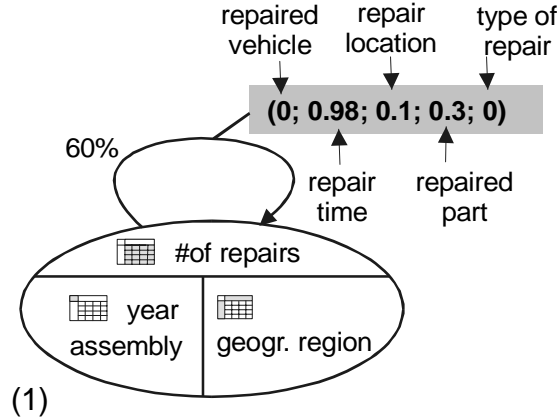 repaired
vehicle
repair
location
type of
repair
(0; 0.98; 0.1; 0.3; 0)
60%
repair
time
repaired
part
#of repairs
year
assembly
geogr. region
(1)